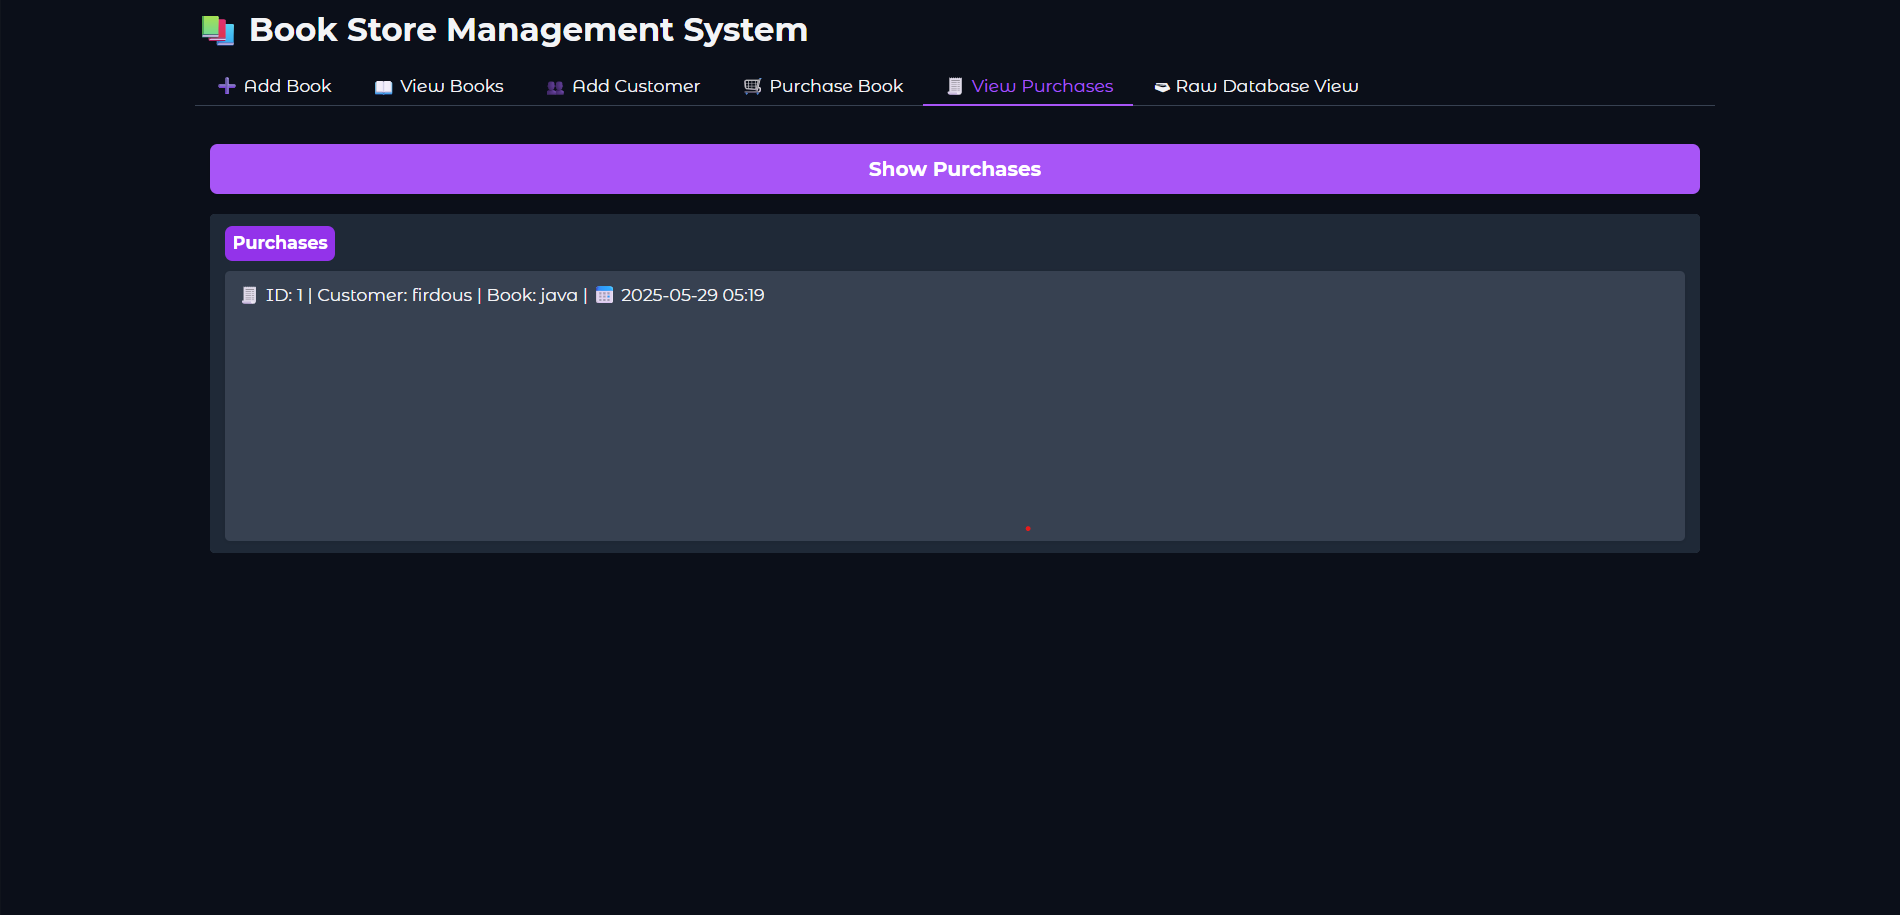 📚 Book Store Management System
➕ Add Book
📖 View Books
👥 Add Customer
🛒 Purchase Book
🧾 View Purchases
Raw Database View
Show Purchases
Purchases
🧾 ID: 1 | Customer: firdous | Book: java | 📅 2025-05-29 05:19